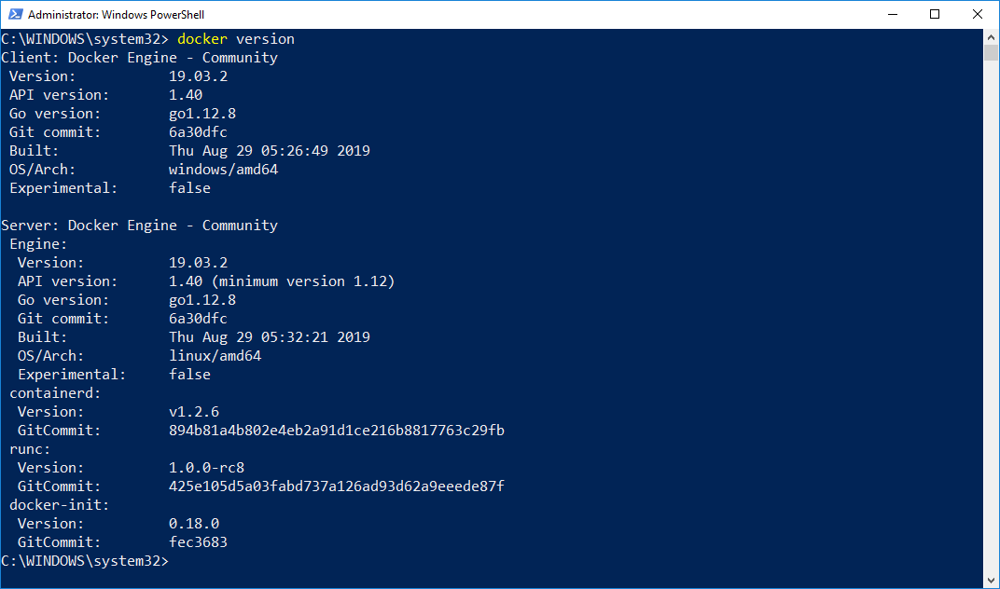 Administrator: Windows PowerShell
C:\WINDOWS\system32> docker version
Client: Docker Engine - Community
 Version:           19.03.2
 API version:       1.40
 Go version:        go1.12.8
 Git commit:        6a30dfc
 Built:             Thu Aug 29 05:26:49 2019
 OS/Arch:           windows/amd64
 Experimental:      false

Server: Docker Engine - Community
 Engine:
  Version:          19.03.2
  API version:      1.40 (minimum version 1.12)
  Go version:       go1.12.8
  Git commit:       6a30dfc
  Built:            Thu Aug 29 05:32:21 2019
  OS/Arch:          linux/amd64
  Experimental:     false
 containerd:
  Version:          v1.2.6
  GitCommit:        894b81a4b802e4eb2a91d1ce216b8817763c29fb
 runc:
  Version:          1.0.0-rc8
  GitCommit:        425e105d5a03fabd737a126ad93d62a9eeede87f
 docker-init:
  Version:          0.18.0
  GitCommit:        fec3683
C:\WINDOWS\system32>